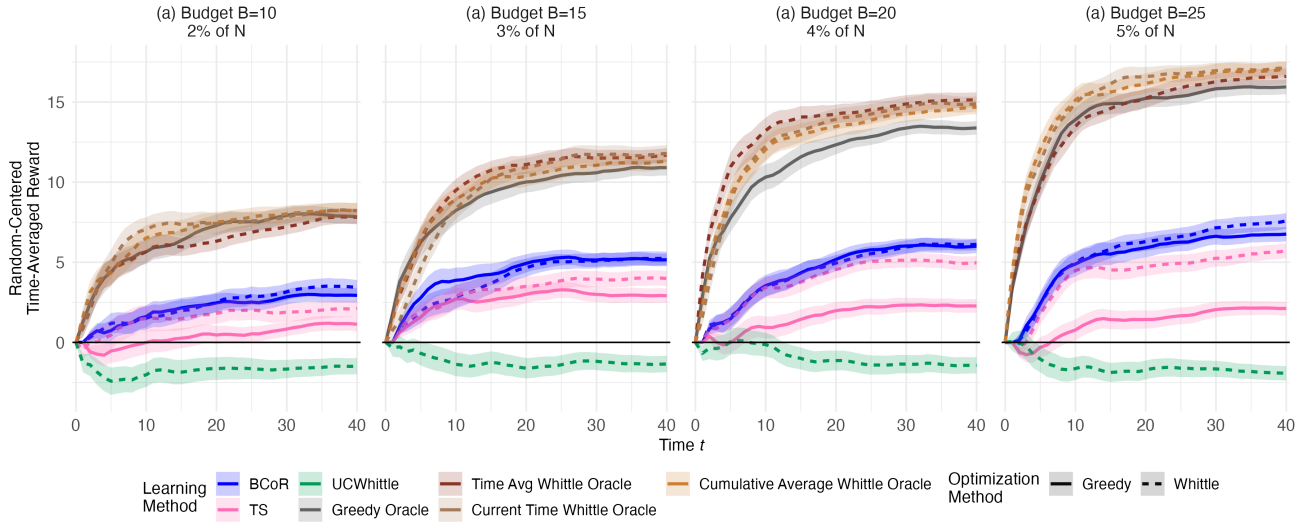 (a) Budget B=10
2% of N
(a) Budget B=15
3% of N
(a) Budget B=20
4% of N
(a) Budget B=25
5% of N
Random-Centered
Time-Averaged Reward
15
10
5
0
0 10 20 30 40
0 10 20 30 40
0 10 20 30 40
0 10 20 30 40
Time t
Learning
Method
BCoR
TS
UCWhittle
Greedy Oracle
Time Avg Whittle Oracle
Current Time Whittle Oracle
Cumulative Average Whittle Oracle
Optimization
Method
Greedy
Whittle